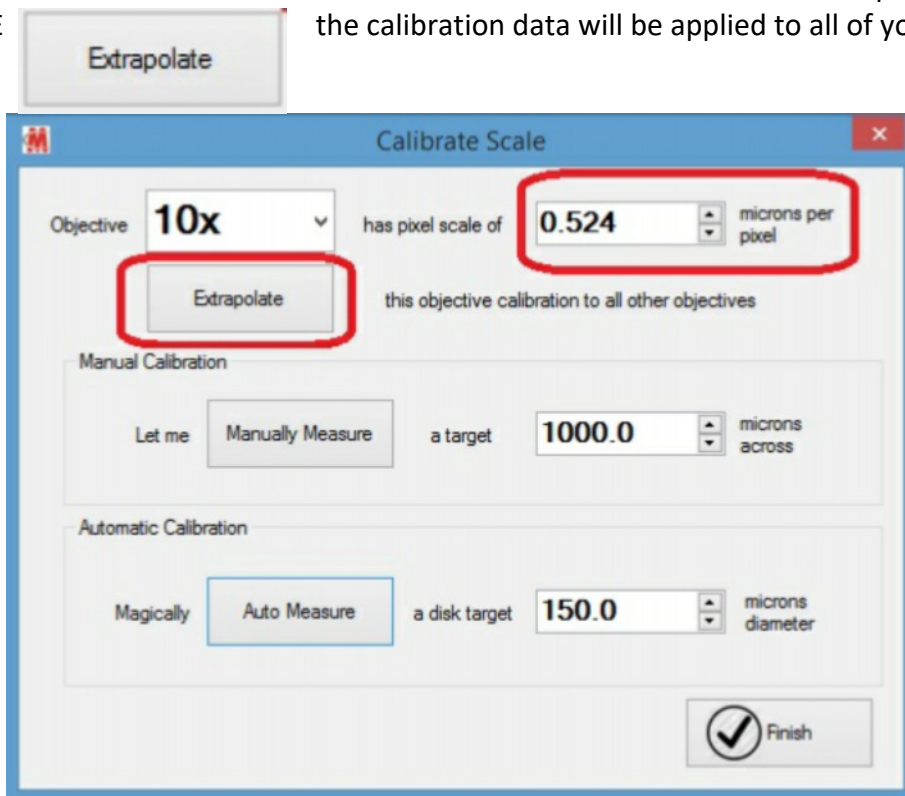 the calibration data will be applied to all of
Extrapolate
Calibrate Scale
Objective 10x has pixel scale of 0.524 microns per pixel
Extrapolate this objective calibration to all other objectives
Manual Calibration
Let me Manually Measure a target 1000.0 microns across
Automatic Calibration
Magically Auto Measure a disk target 150.0 microns diameter
Finish